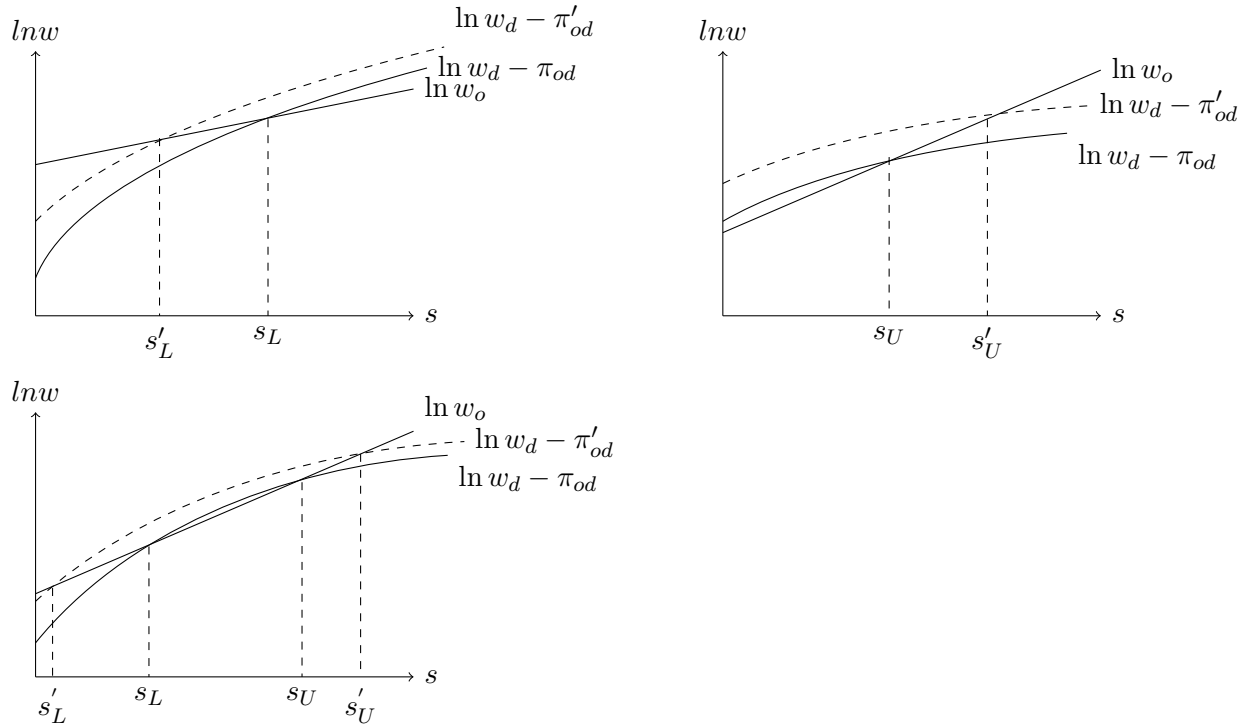 lnw
ln w_d − π′_od
ln w_d − π_od
ln w_o
s
s′_L
s_L
lnw
ln w_o
ln w_d − π′_od
ln w_d − π_od
s
s_U
s′_U
lnw
ln w_o
ln w_d − π′_od
ln w_d − π_od
s
s′_L
s_L
s_U
s′_U